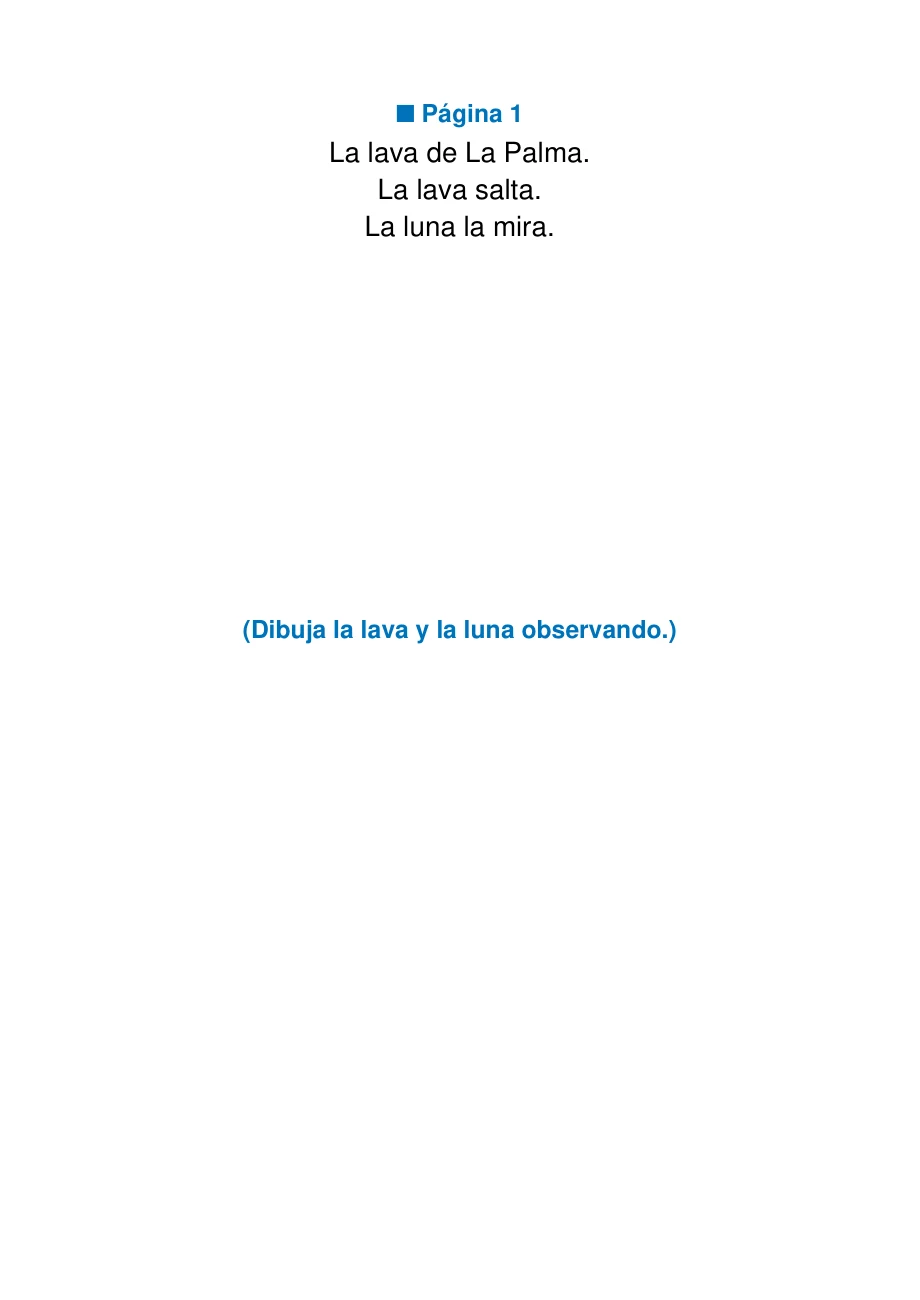 ■ Página 1
La lava de La Palma.
La lava salta.
La luna la mira.
(Dibuja la lava y la luna observando.)